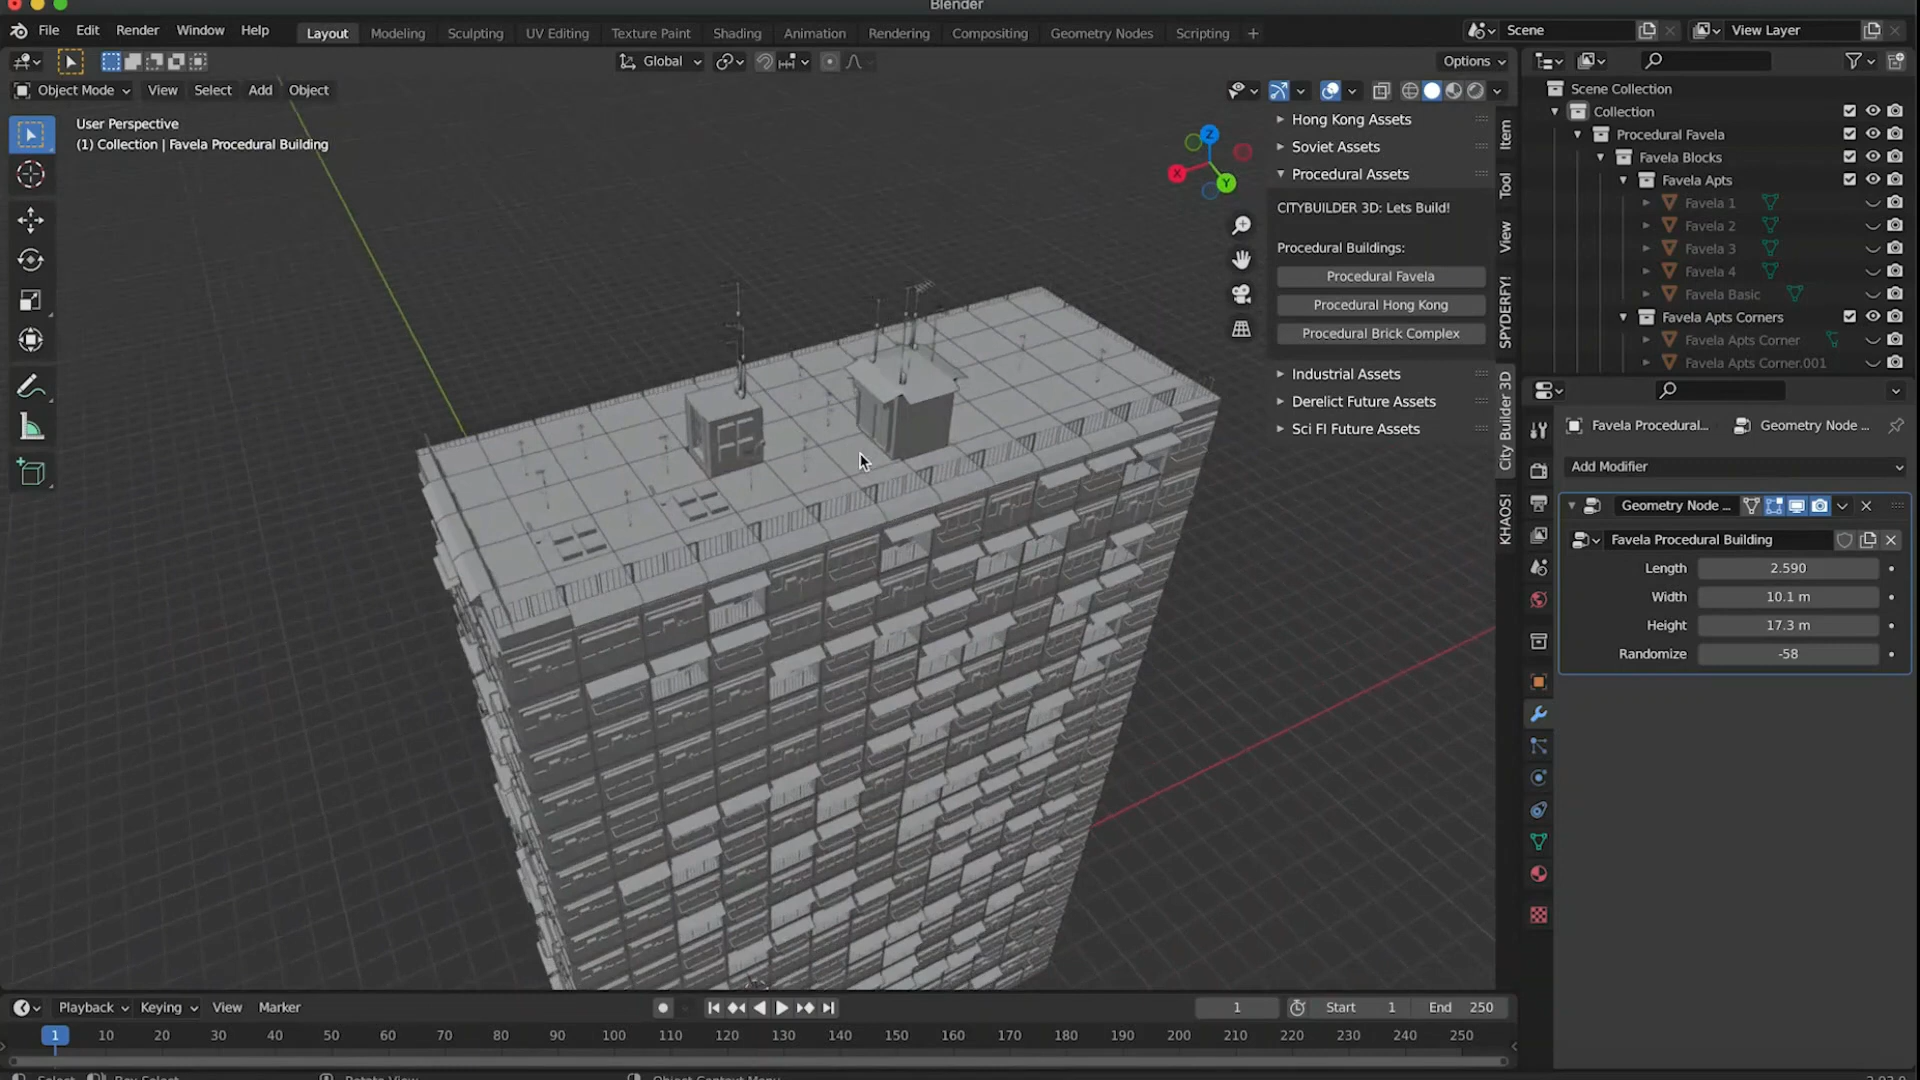 Blender
File Edit Render Window Help
Layout Modeling Sculpting UV Editing Texture Paint Shading Animation Rendering Compositing Geometry Nodes Scripting +
Scene
View Layer
Global
Options
Object Mode View Select Add Object
User Perspective
(1) Collection | Favela Procedural Building
Z
X
Y
Hong Kong Assets
Soviet Assets
Procedural Assets
CITYBUILDER 3D: Lets Build!
Procedural Buildings:
Procedural Favela
Procedural Hong Kong
Procedural Brick Complex
Industrial Assets
Derelict Future Assets
Sci FI Future Assets
Item
Tool
View
SPYDERFY!
City Builder 3D
KHAOS!
Scene Collection
Collection
Procedural Favela
Favela Blocks
Favela Apts
Favela 1
Favela 2
Favela 3
Favela 4
Favela Basic
Favela Apts Corners
Favela Apts Corner
Favela Apts Corner.001
Favela Procedural... Geometry Node ...
Add Modifier
Geometry Node ...
Favela Procedural Building
Length 2.590
Width 10.1 m
Height 17.3 m
Randomize -58
Playback Keying View Marker
1 Start 1 End 250
1 10 20 30 40 50 60 70 80 90 100 110 120 130 140 150 160 170 180 190 200 210 220 230 240 250
Select Box Select Rotate View Object Context Menu